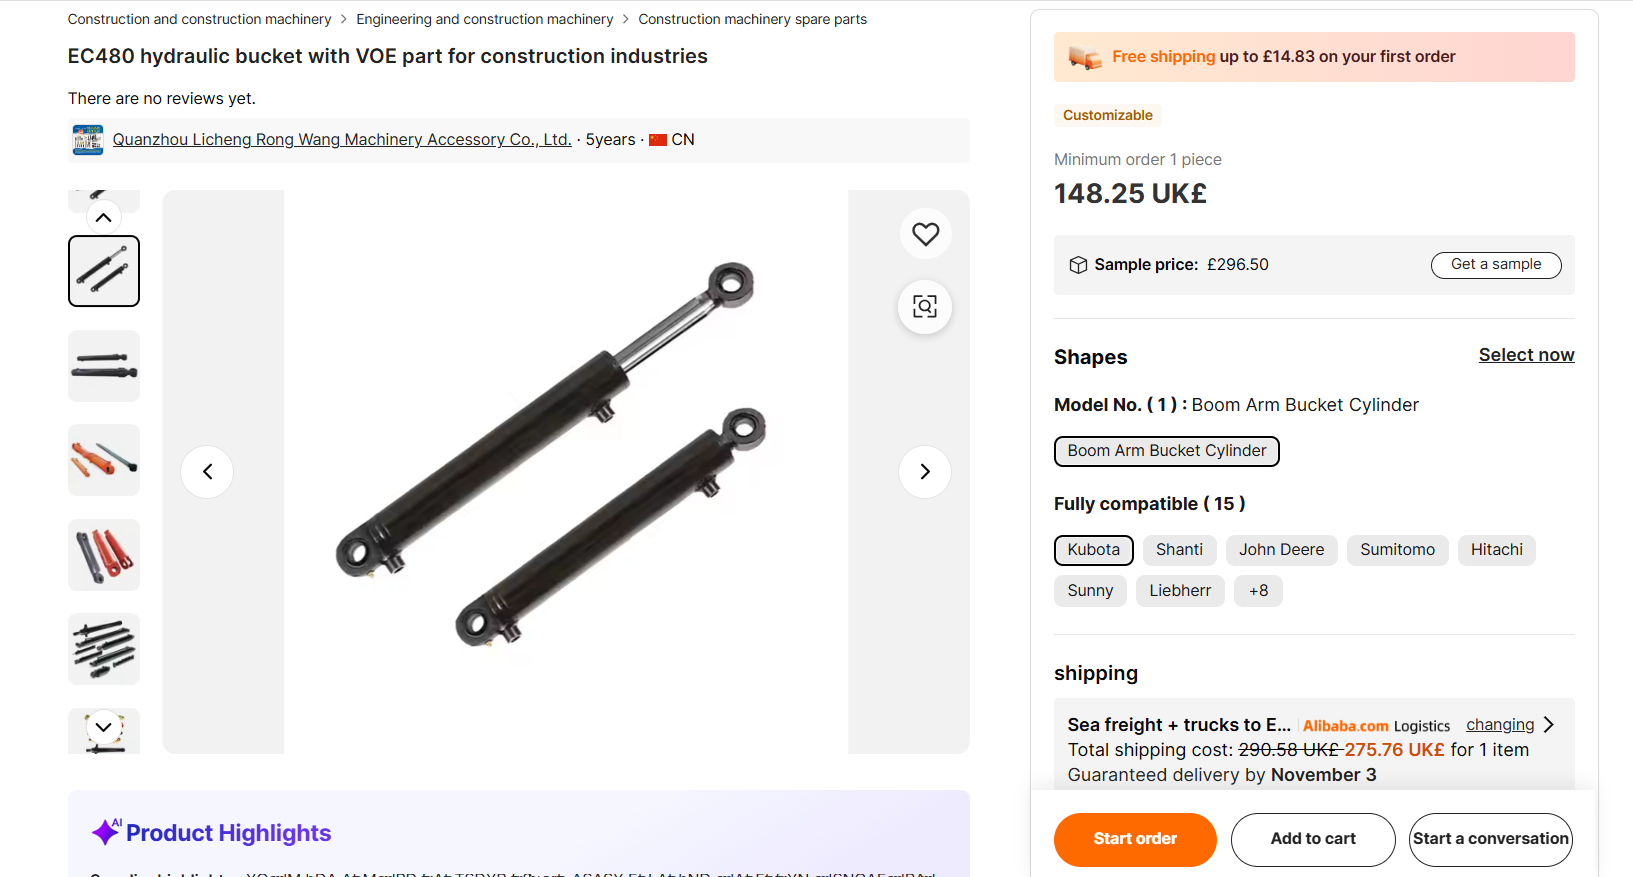 Construction and construction machinery > Engineering and construction machinery > Construction machinery spare parts
EC480 hydraulic bucket with VOE part for construction industries
There are no reviews yet.
Quanzhou Licheng Rong Wang Machinery Accessory Co., Ltd. · 5years · CN
AI Product Highlights
Free shipping up to £14.83 on your first order
Customizable
Minimum order 1 piece
148.25 UK£
Sample price: £296.50
Get a sample
Shapes
Select now
Model No. ( 1 ) : Boom Arm Bucket Cylinder
Boom Arm Bucket Cylinder
Fully compatible ( 15 )
Kubota Shanti John Deere Sumitomo Hitachi
Sunny Liebherr +8
shipping
Sea freight + trucks to E... Alibaba.com Logistics changing >
Total shipping cost: 290.58 UK£ 275.76 UK£ for 1 item
Guaranteed delivery by November 3
Start order
Add to cart
Start a conversation